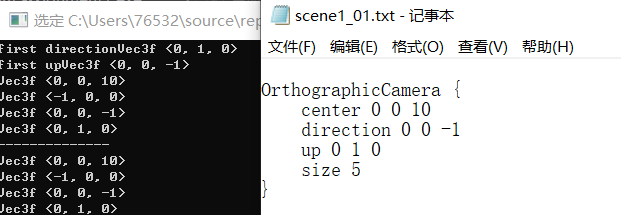 选定 C:\Users\76532\source\rep
first directionVec3f <0, 1, 0>
first upVec3f <0, 0, -1>
Vec3f <0, 0, 10>
Vec3f <-1, 0, 0>
Vec3f <0, 0, -1>
Vec3f <0, 1, 0>
--------------
Vec3f <0, 0, 10>
Vec3f <-1, 0, 0>
Vec3f <0, 0, -1>
Vec3f <0, 1, 0>
scene1_01.txt - 记事本
文件(F) 编辑(E) 格式(O) 查看(V) 帮助(H)
OrthographicCamera {
    center 0 0 10
    direction 0 0 -1
    up 0 1 0
    size 5
}